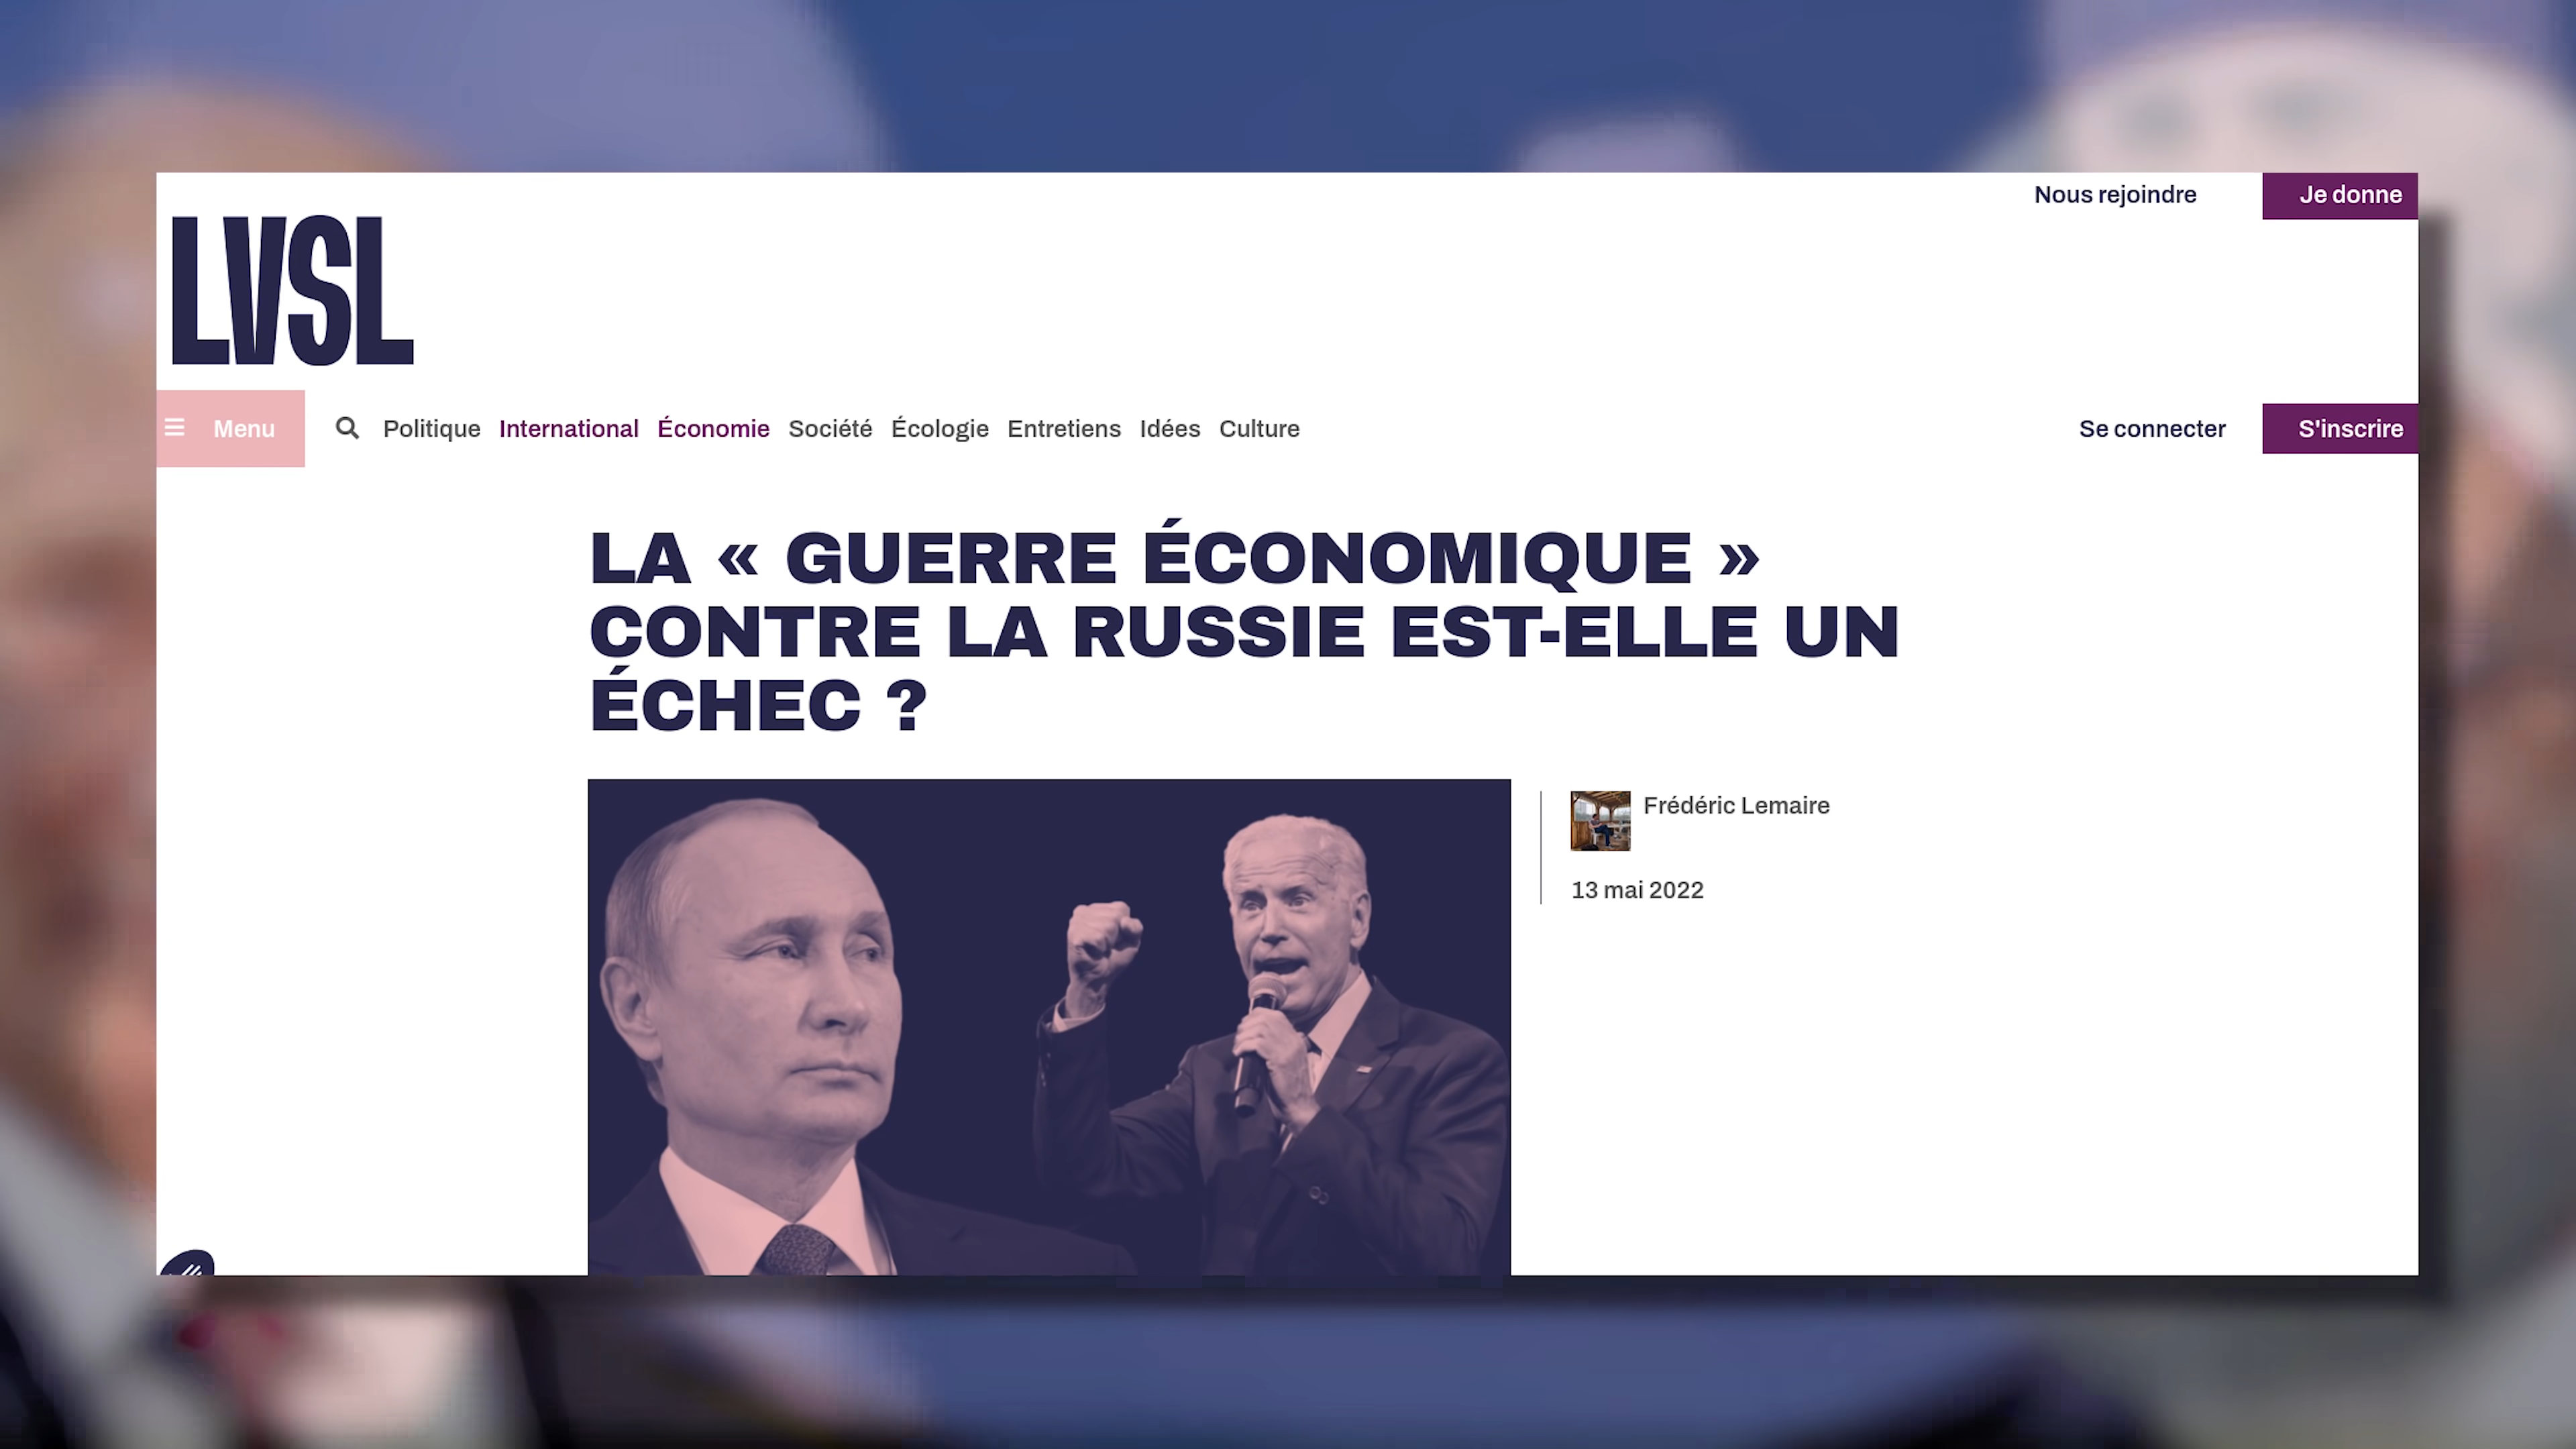 Nous rejoindre
Je donne
LVSL
Menu
Politique International Économie Société Écologie Entretiens Idées Culture
Se connecter
S'inscrire
LA « GUERRE ÉCONOMIQUE »
CONTRE LA RUSSIE EST-ELLE UN
ÉCHEC ?
Frédéric Lemaire
13 mai 2022